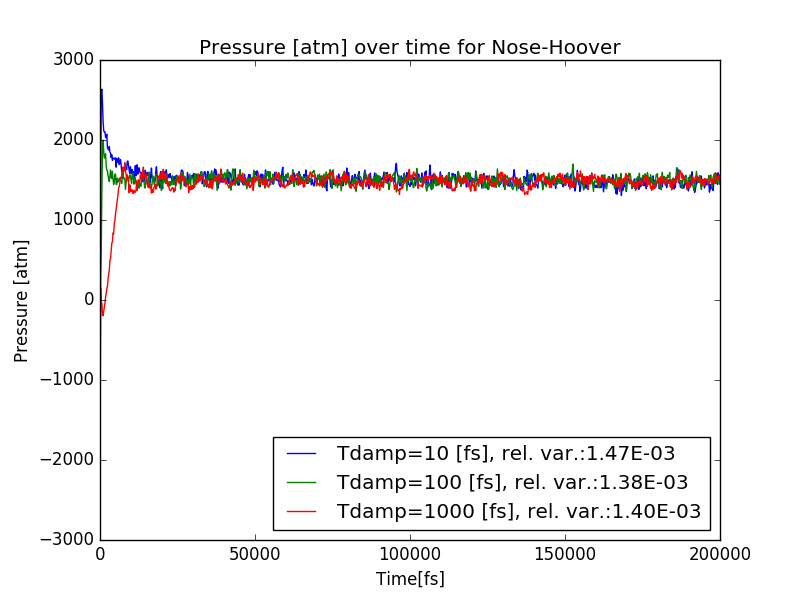 Pressure [atm] over time for Nose-Hoover
3000
2000
1000
0
−1000
−2000
−3000
Pressure [atm]
Tdamp=10 [fs], rel. var.:1.47E-03
Tdamp=100 [fs], rel. var.:1.38E-03
Tdamp=1000 [fs], rel. var.:1.40E-03
0 50000 100000 150000 200000
Time[fs]